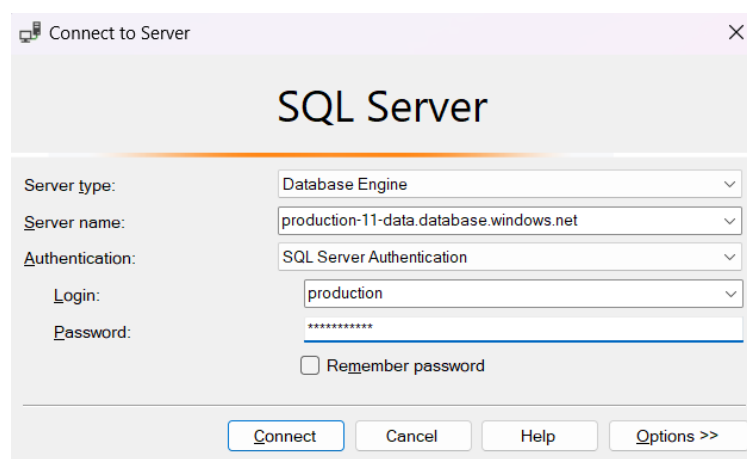 Connect to Server
SQL Server
Server type: Database Engine
Server name: production-11-data.database.windows.net
Authentication: SQL Server Authentication
Login: production
Password: ***********
Remember password
Connect Cancel Help Options >>